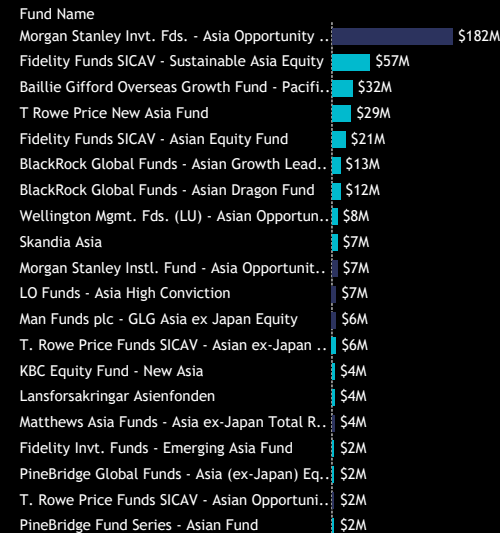 Fund Name
Morgan Stanley Invt. Fds. - Asia Opportunity .. $182M
Fidelity Funds SICAV - Sustainable Asia Equity $57M
Baillie Gifford Overseas Growth Fund - Pacifi.. $32M
T Rowe Price New Asia Fund $29M
Fidelity Funds SICAV - Asian Equity Fund $21M
BlackRock Global Funds - Asian Growth Lead.. $13M
BlackRock Global Funds - Asian Dragon Fund $12M
Wellington Mgmt. Fds. (LU) - Asian Opportun.. $8M
Skandia Asia $7M
Morgan Stanley Instl. Fund - Asia Opportunit.. $7M
LO Funds - Asia High Conviction $7M
Man Funds plc - GLG Asia ex Japan Equity $6M
T. Rowe Price Funds SICAV - Asian ex-Japan .. $6M
KBC Equity Fund - New Asia $4M
Lansforsakringar Asienfonden $4M
Matthews Asia Funds - Asia ex-Japan Total R.. $4M
Fidelity Invt. Funds - Emerging Asia Fund $2M
PineBridge Global Funds - Asia (ex-Japan) Eq.. $2M
T. Rowe Price Funds SICAV - Asian Opportuni.. $2M
PineBridge Fund Series - Asian Fund $2M